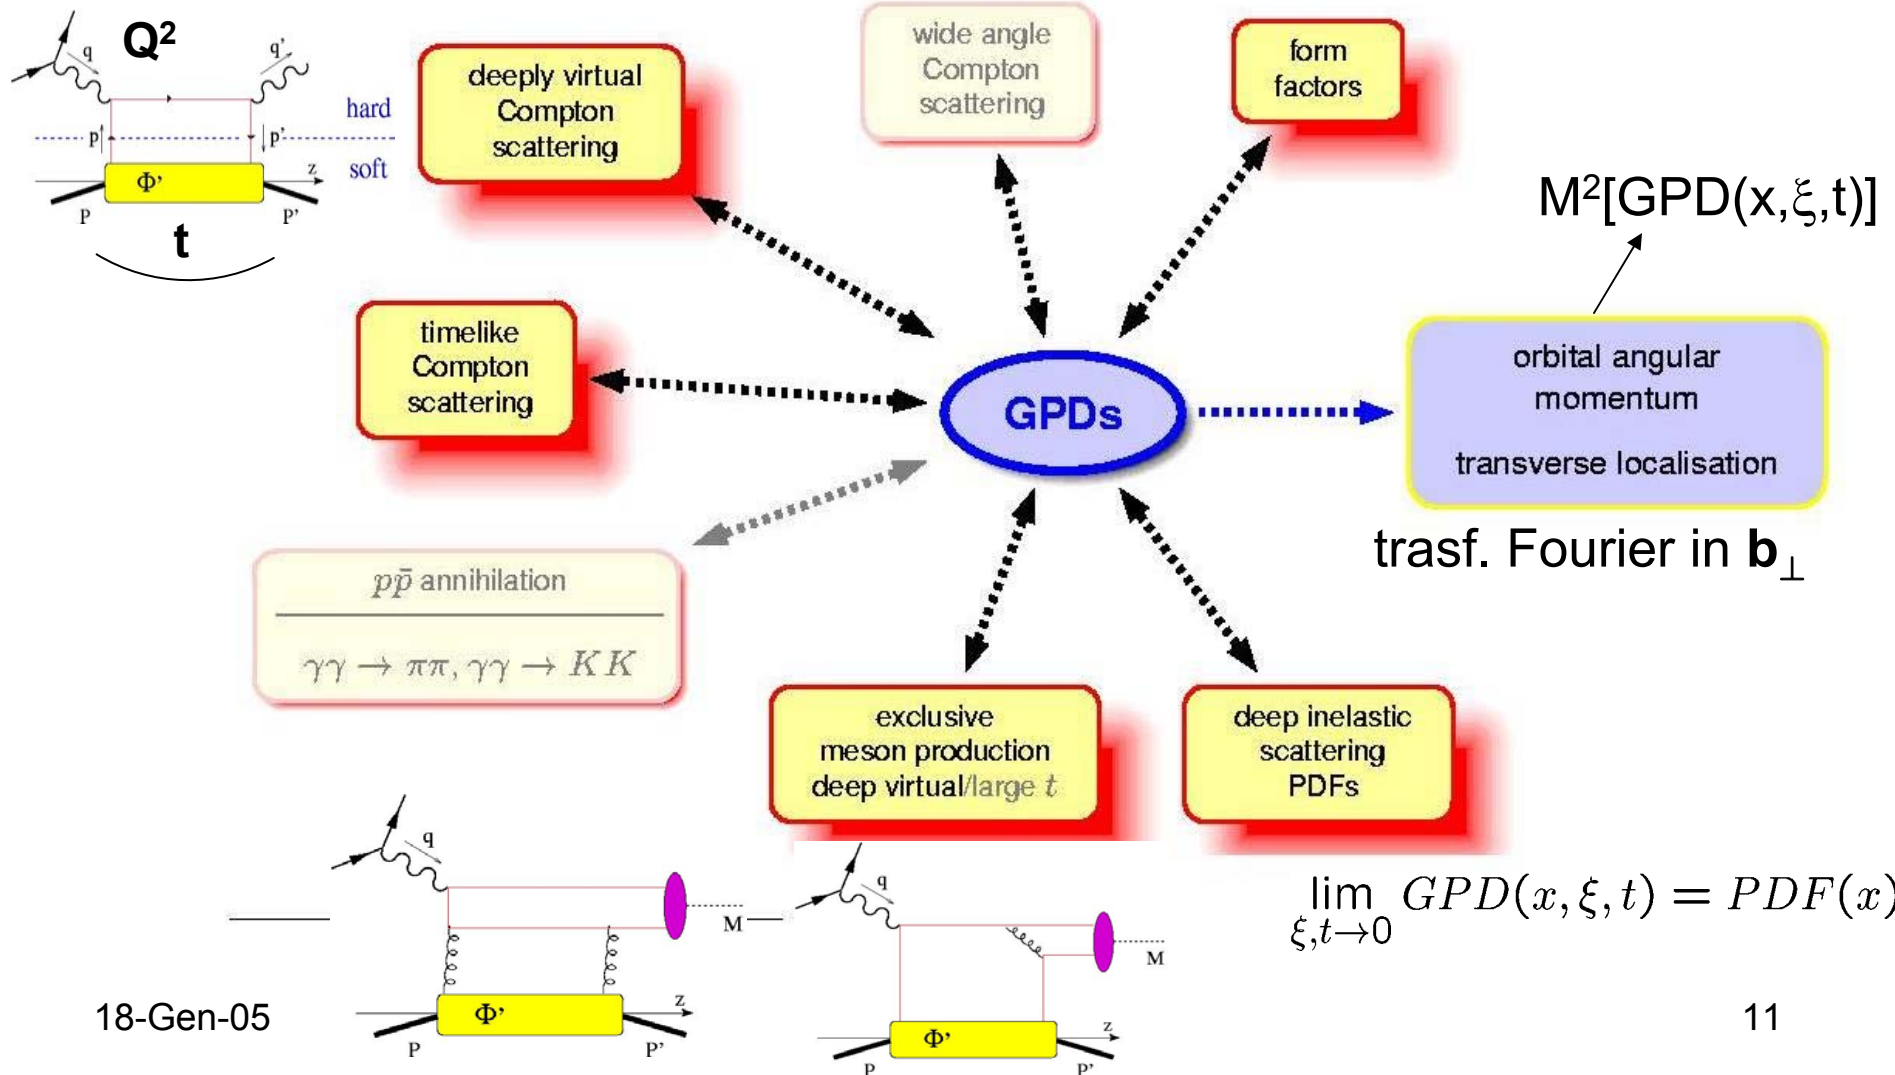 Q²
q
q'
hard
p
p'
soft
Φ'
z
P
P'
t
deeply virtual
Compton
scattering
wide angle
Compton
scattering
form
factors
M²[GPD(x,ξ,t)]
timelike
Compton
scattering
GPDs
orbital angular
momentum
transverse localisation
trasf. Fourier in b⊥
pp̄ annihilation
γγ → ππ, γγ → KK
exclusive
meson production
deep virtual/large t
deep inelastic
scattering
PDFs
q
M
Φ'
z
P
P'
q
M
Φ'
z
P
P'
lim GPD(x, ξ, t) = PDF(x)
ξ,t→0
18-Gen-05
11